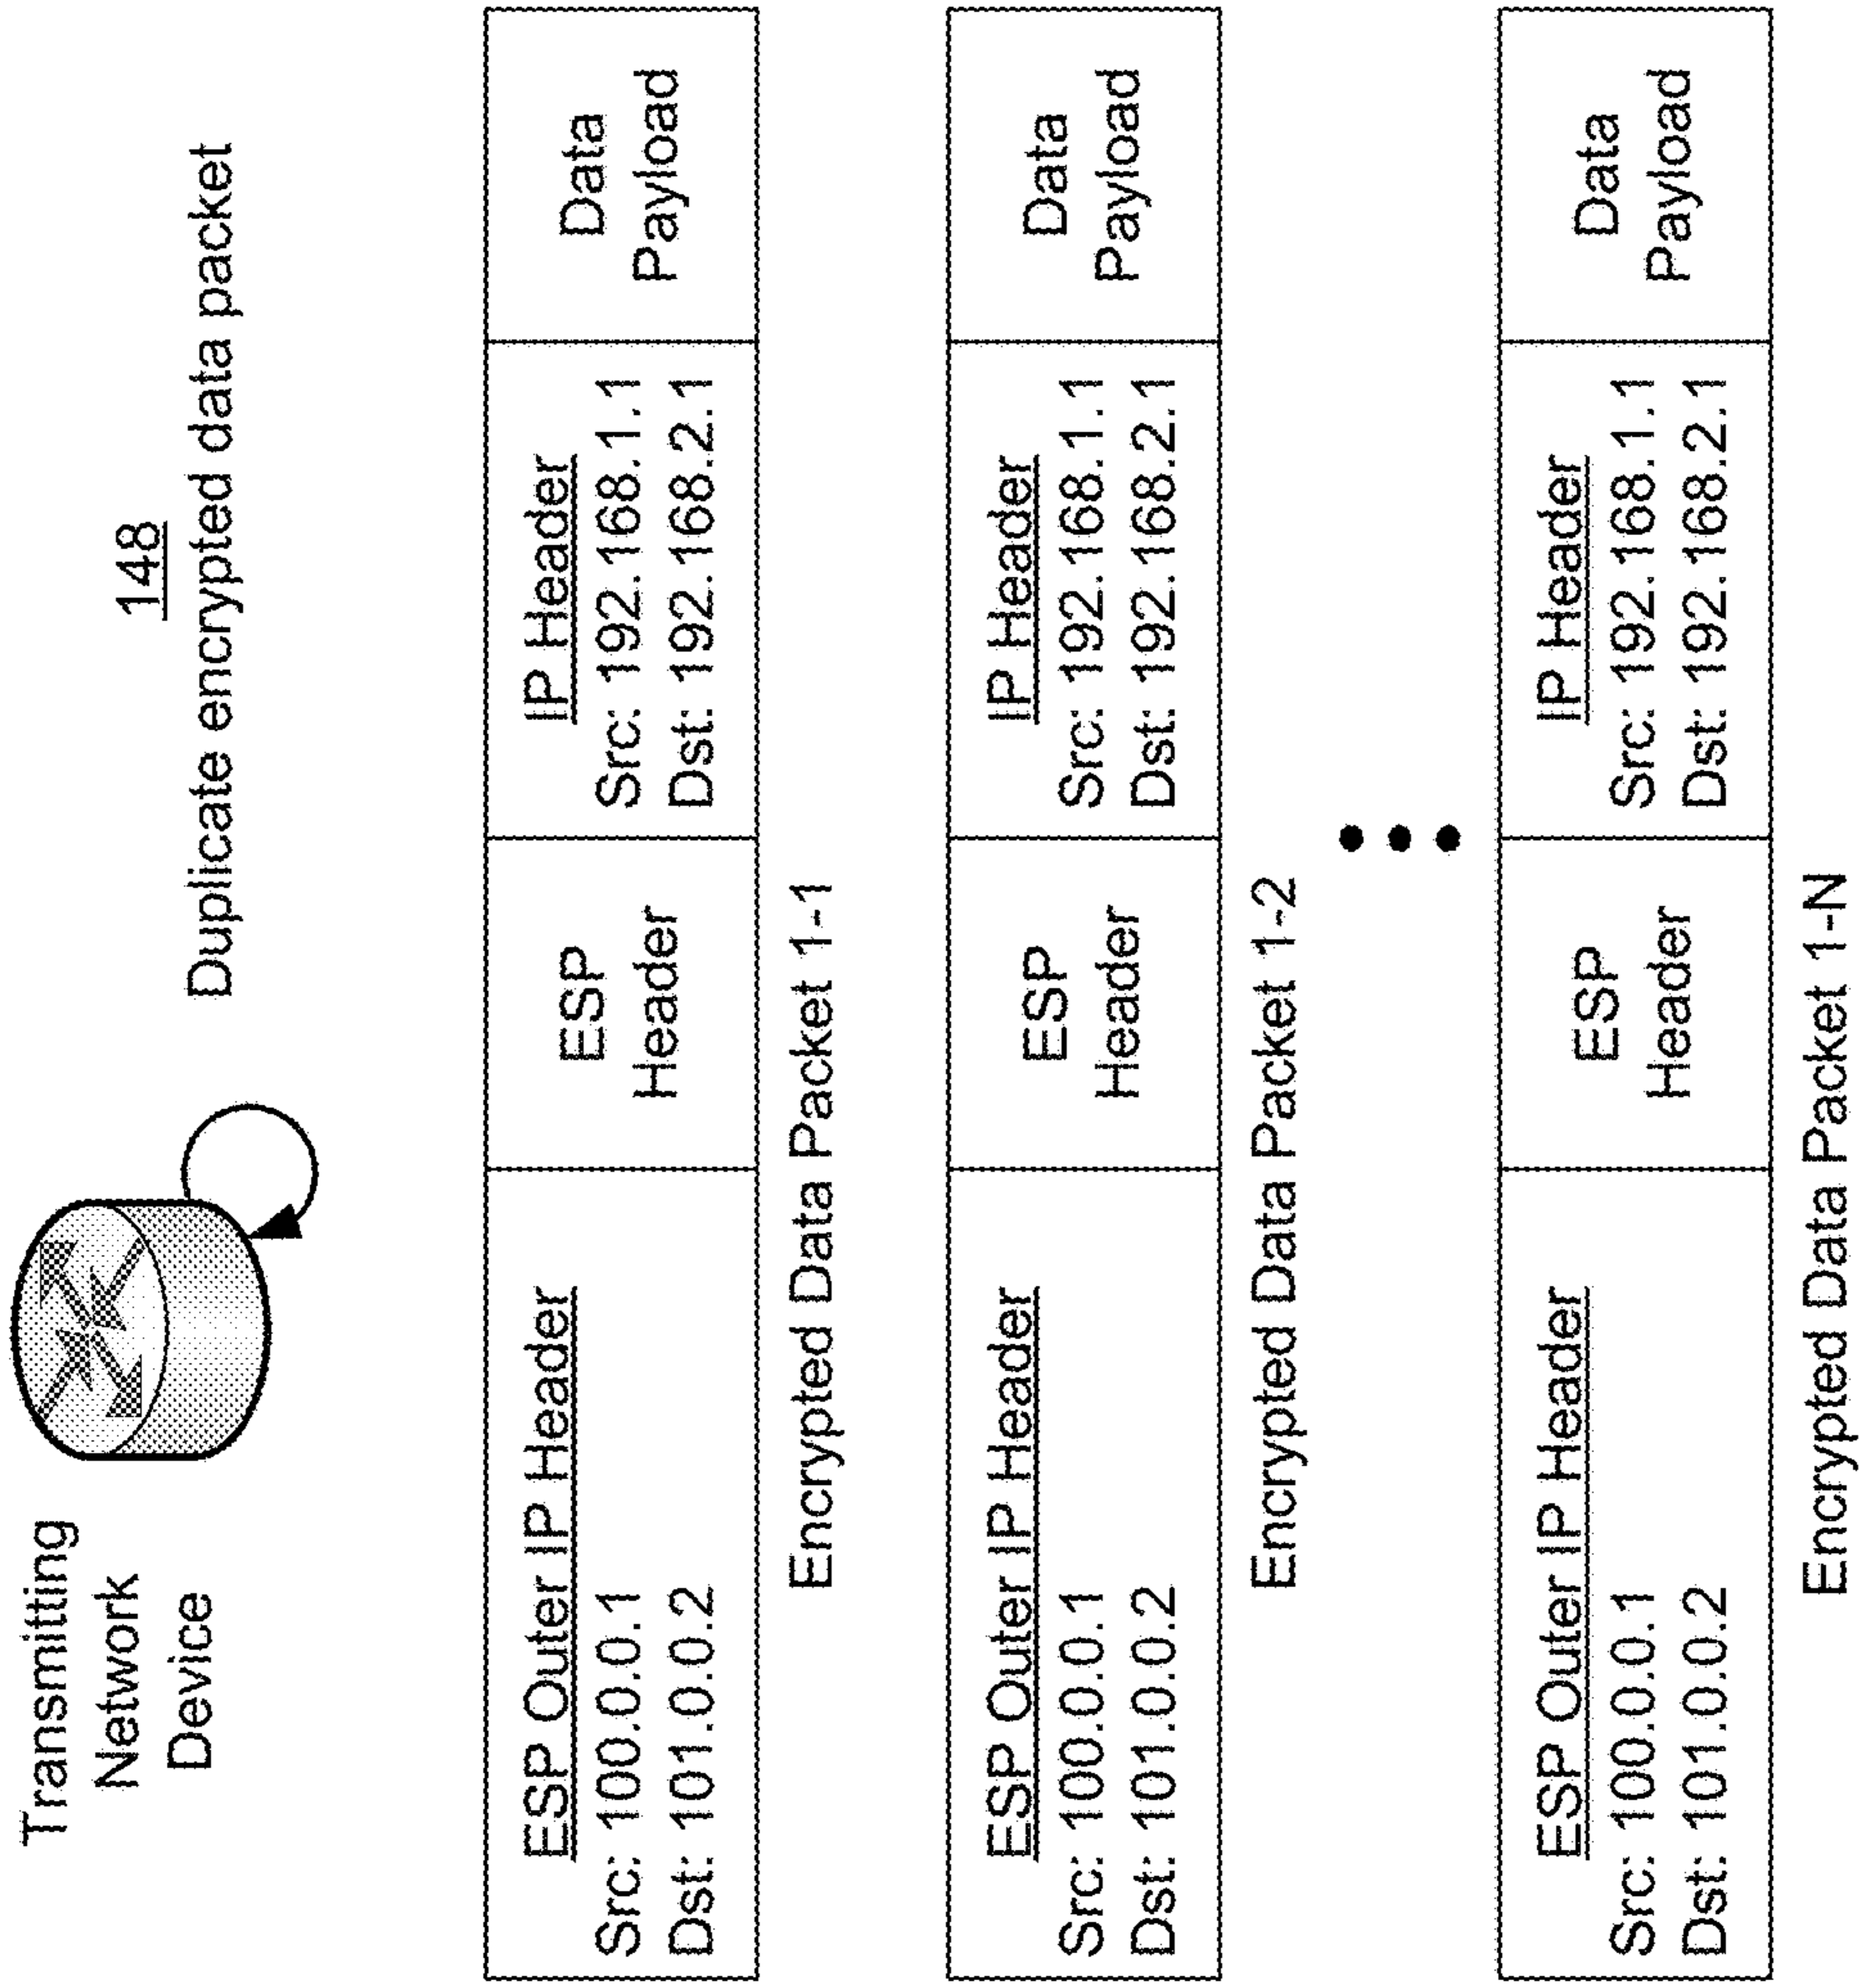 Transmitting
Network
Device
148
Duplicate encrypted data packet
ESP Outer IP Header
Src: 100.0.0.1
Dst: 101.0.0.2
ESP
Header
IP Header
Src: 192.168.1.1
Dst: 192.168.2.1
Data
Payload
Encrypted Data Packet 1-1
ESP Outer IP Header
Src: 100.0.0.1
Dst: 101.0.0.2
ESP
Header
IP Header
Src: 192.168.1.1
Dst: 192.168.2.1
Data
Payload
Encrypted Data Packet 1-2
ESP Outer IP Header
Src: 100.0.0.1
Dst: 101.0.0.2
ESP
Header
IP Header
Src: 192.168.1.1
Dst: 192.168.2.1
Data
Payload
Encrypted Data Packet 1-N